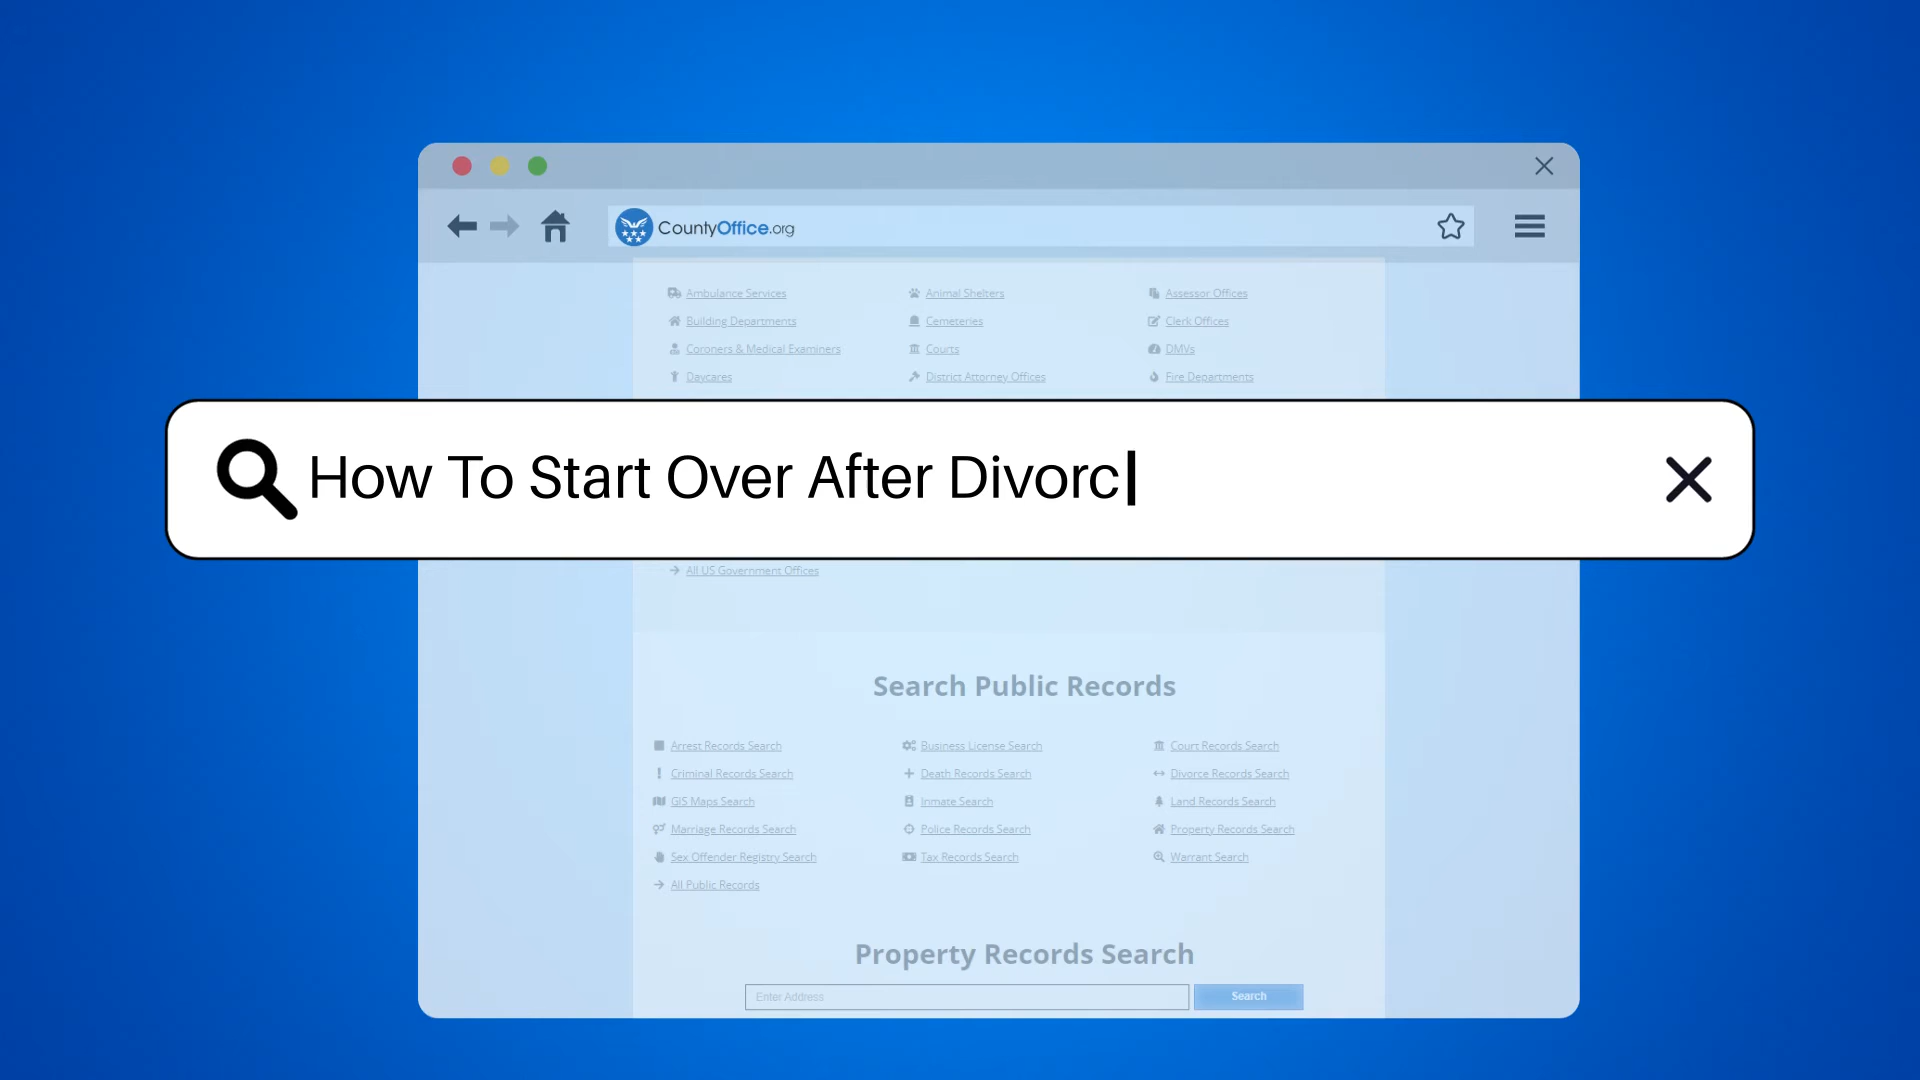 CountyOffice.org
Ambulance Services Animal Shelters Assessor Offices
Building Departments Cemeteries Clerk Offices
Coroners & Medical Examiners Courts DMVs
Daycares District Attorney Offices Fire Departments
How To Start Over After Divorc
All US Government Offices
Search Public Records
Arrest Records Search Business License Search Court Records Search
Criminal Records Search Death Records Search Divorce Records Search
GIS Maps Search Inmate Search Land Records Search
Marriage Records Search Police Records Search Property Records Search
Sex Offender Registry Search Tax Records Search Warrant Search
All Public Records
Property Records Search
Enter Address Search